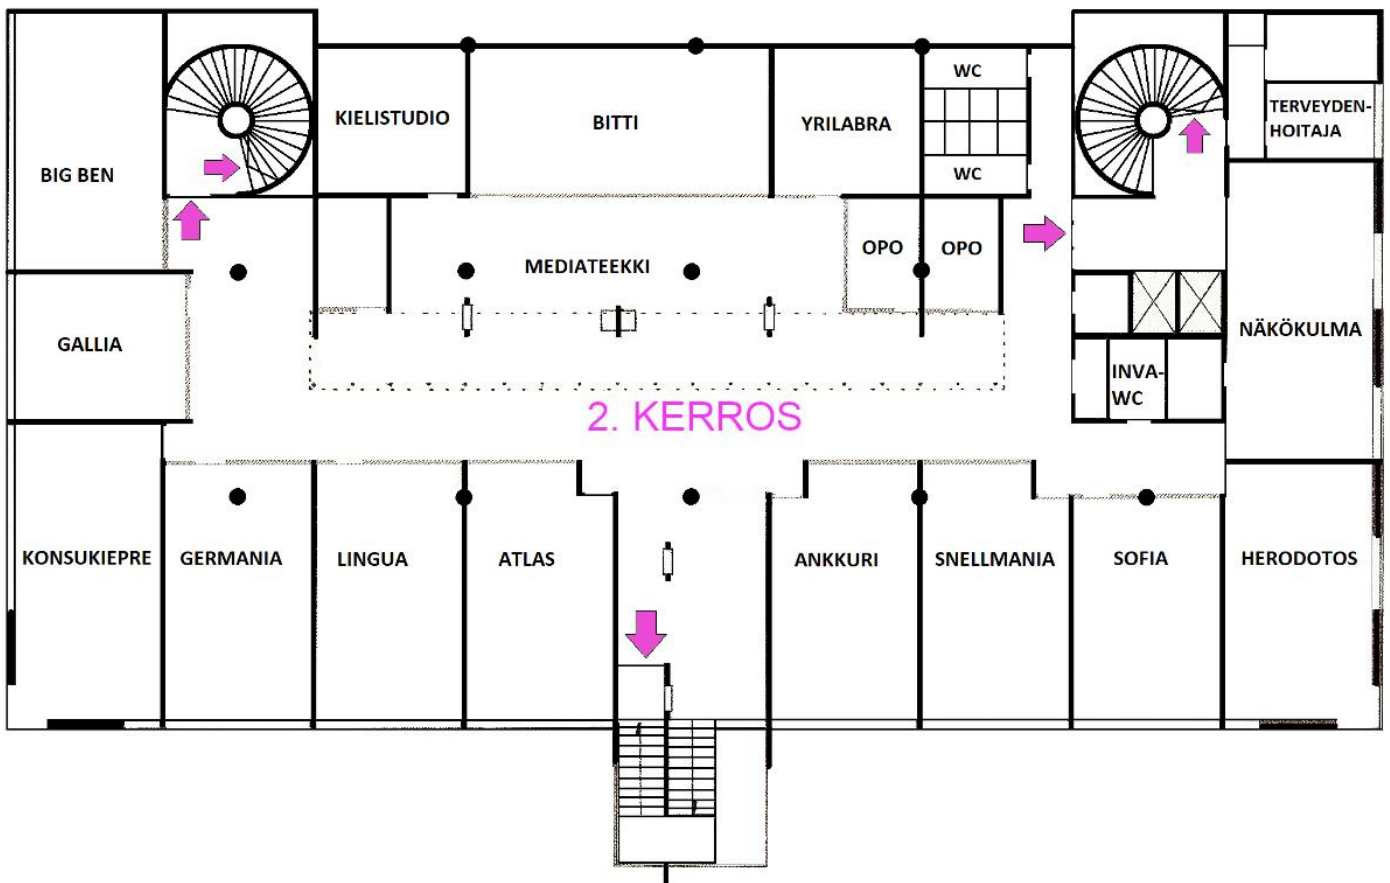 WC
KIELISTUDIO
BITTI
YRILABRA
TERVEYDEN-
HOITAJA
BIG BEN
WC
OPO
OPO
MEDIATEEKKI
GALLIA
NÄKÖKULMA
INVA-
WC
2. KERROS
KONSUKIEPRE
GERMANIA
LINGUA
ATLAS
ANKKURI
SNELLMANIA
SOFIA
HERODOTOS